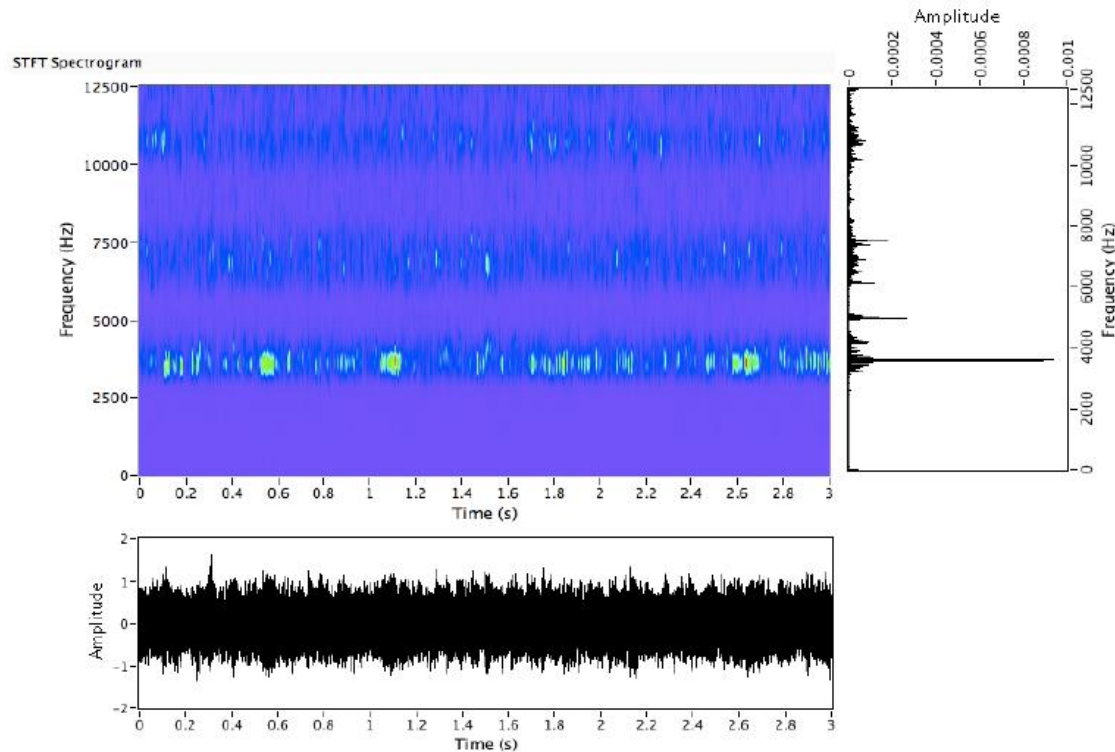 Amplitude
0
0.0002
0.0004
0.0006
0.0008
0.001
STFT Spectrogram
12500
10000
7500
5000
2500
0
Frequency (Hz)
0 0.2 0.4 0.6 0.8 1 1.2 1.4 1.6 1.8 2 2.2 2.4 2.6 2.8 3
Time (s)
12500
10000
8000
6000
4000
2000
0
Frequency (Hz)
2
1
0
-1
-2
Amplitude
0 0.2 0.4 0.6 0.8 1 1.2 1.4 1.6 1.8 2 2.2 2.4 2.6 2.8 3
Time (s)